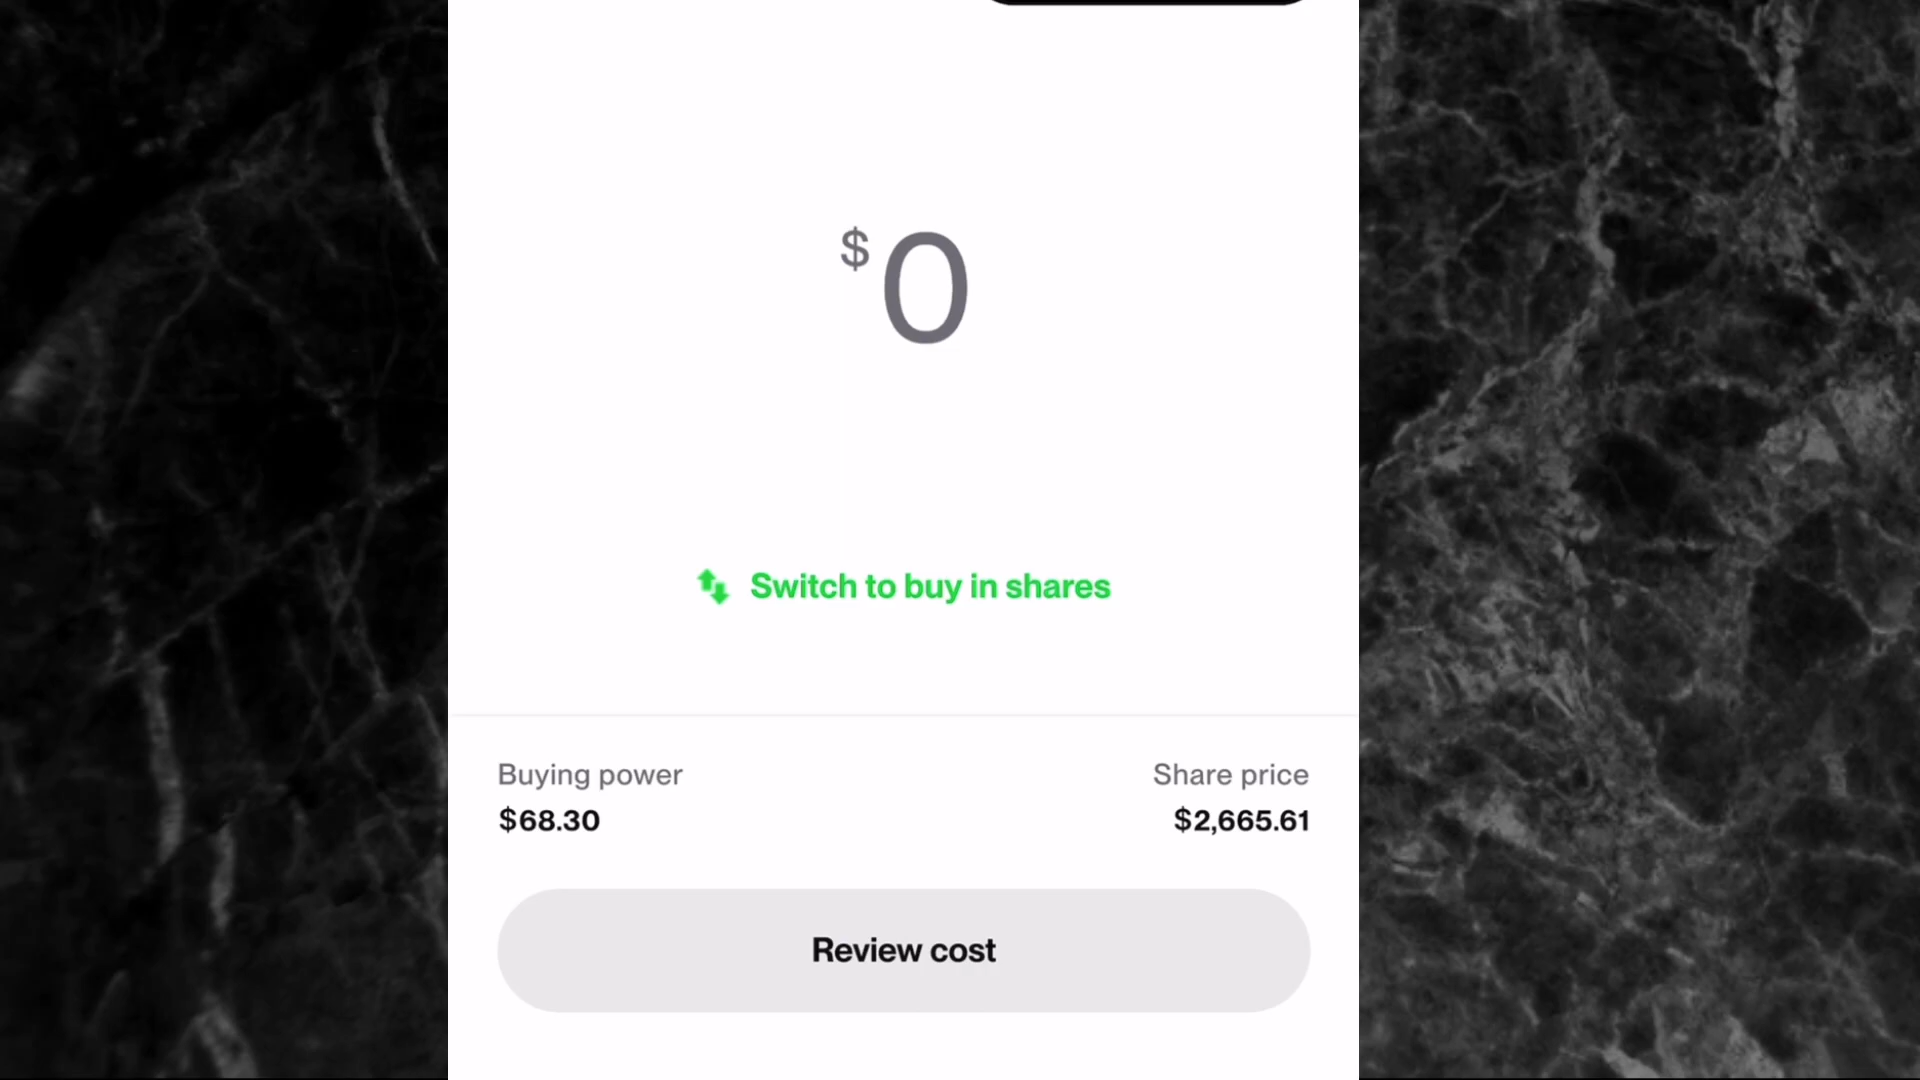 $0
Switch to buy in shares
Buying power
Share price
$68.30
$2,665.61
Review cost